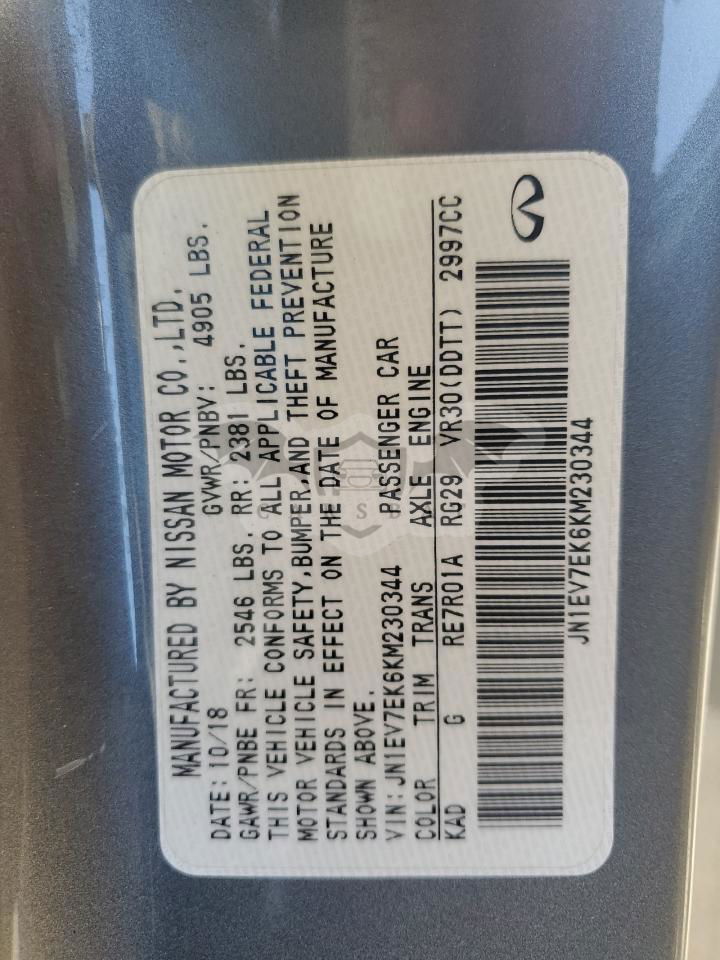 MANUFACTURED BY NISSAN MOTOR CO.,LTD.
DATE: 10/18 GVWR/PNBV: 4905 LBS.
GAWR/PNBE FR: 2546 LBS. RR: 2381 LBS.
THIS VEHICLE CONFORMS TO ALL APPLICABLE FEDERAL
MOTOR VEHICLE SAFETY,BUMPER,AND THEFT PREVENTION
STANDARDS IN EFFECT ON THE DATE OF MANUFACTURE
SHOWN ABOVE.
VIN: JN1EV7EK6KM230344 PASSENGER CAR
COLOR TRIM TRANS AXLE ENGINE
KAD G RE7R01A RG29 VR30(DDTT) 2997CC
JN1EV7EK6KM230344